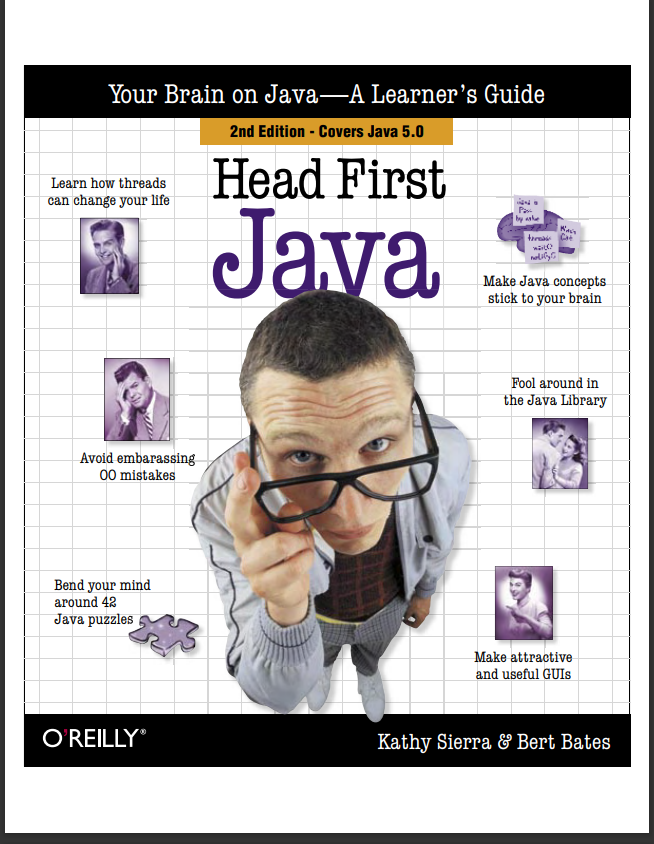 Your Brain on Java—A Learner's Guide
2nd Edition - Covers Java 5.0
Head First
Java
Learn how threads
can change your life
Make Java concepts
stick to your brain
Fool around in
the Java Library
Avoid embarassing
OO mistakes
Bend your mind
around 42
Java puzzles
Make attractive
and useful GUIs
O'REILLY®
Kathy Sierra & Bert Bates